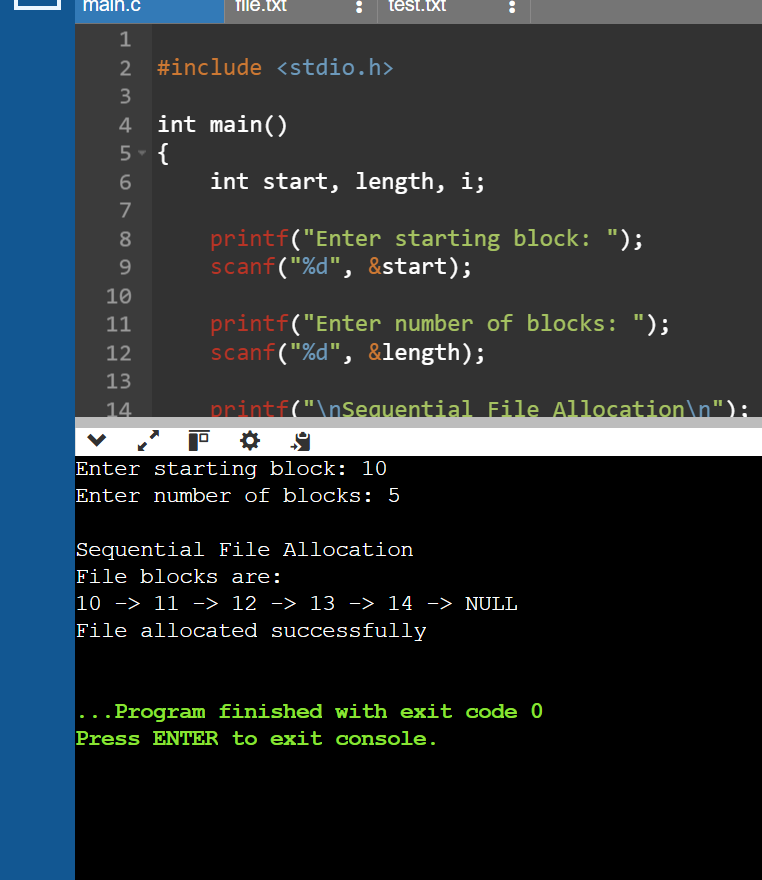 main.c
file.txt
test.txt
1
2 #include <stdio.h>
3
4 int main()
5 {
6 int start, length, i;
7
8 printf("Enter starting block: ");
9 scanf("%d", &start);
10
11 printf("Enter number of blocks: ");
12 scanf("%d", &length);
13
14 printf("\nSequential File Allocation\n");
Enter starting block: 10
Enter number of blocks: 5
Sequential File Allocation
File blocks are:
10 -> 11 -> 12 -> 13 -> 14 -> NULL
File allocated successfully
...Program finished with exit code 0
Press ENTER to exit console.